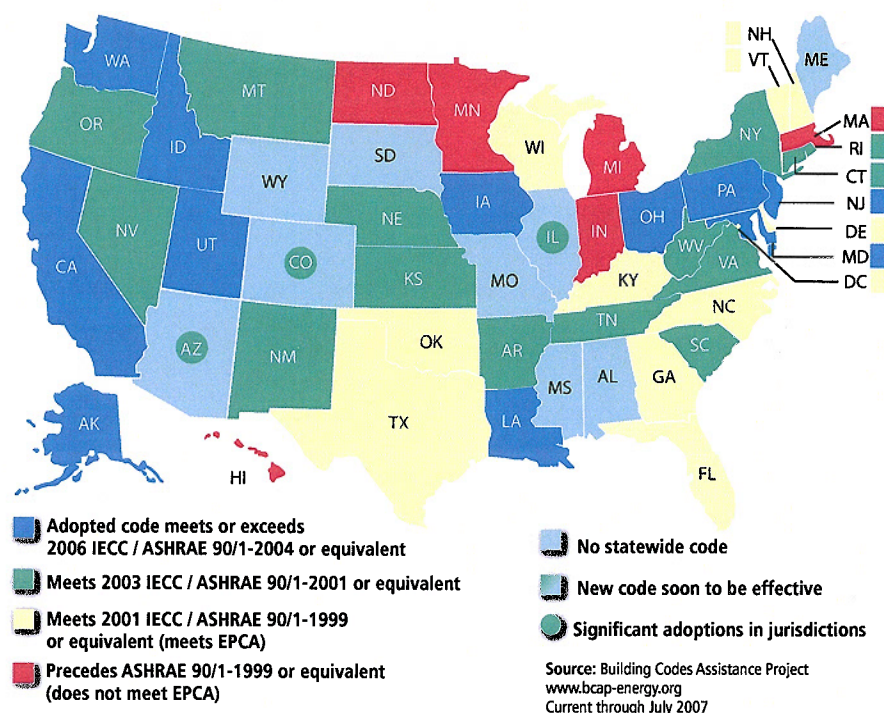 NH
VT
ME
WA
MT
ND
MN
MA
OR
ID
SD
WI
NY
RI
WY
MI
CT
IA
PA
NJ
NE
OH
NV
UT
IL
IN
DE
CA
CO
WV
MD
KS
MO
KY
VA
DC
NC
TN
AZ
NM
OK
AR
SC
MS
AL
GA
AK
TX
LA
HI
FL
Adopted code meets or exceeds
2006 IECC / ASHRAE 90/1-2004 or equivalent
Meets 2003 IECC / ASHRAE 90/1-2001 or equivalent
Meets 2001 IECC / ASHRAE 90/1-1999
or equivalent (meets EPCA)
Precedes ASHRAE 90/1-1999 or equivalent
(does not meet EPCA)
No statewide code
New code soon to be effective
Significant adoptions in jurisdictions
Source: Building Codes Assistance Project
www.bcap-energy.org
Current through July 2007